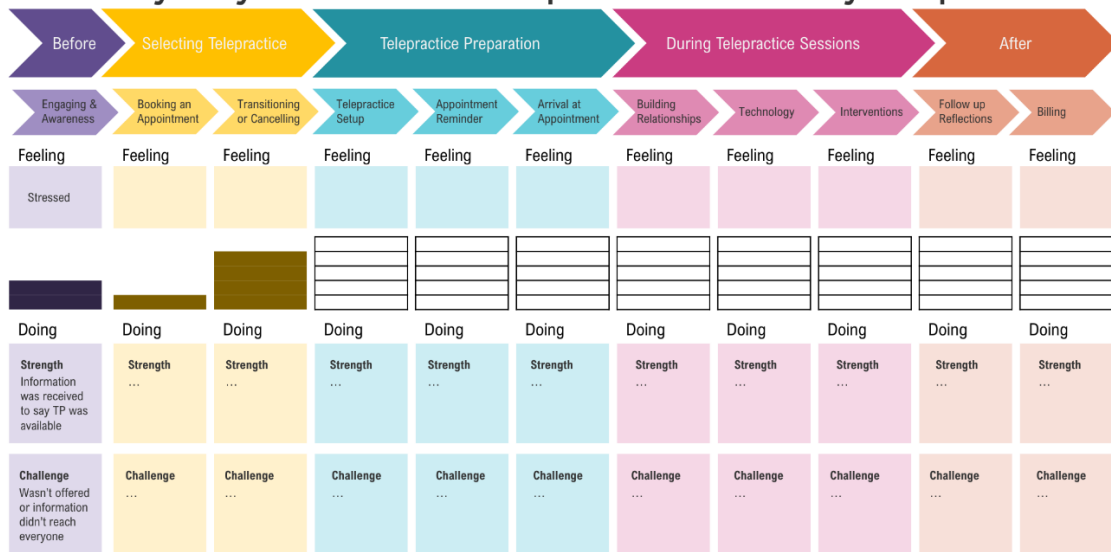 Before
Selecting Telepractice
Telepractice Preparation
During Telepractice Sessions
After
Engaging &
Awareness
Booking an
Appointment
Transitioning
or Cancelling
Telepractice
Setup
Appointment
Reminder
Arrival at
Appointment
Building
Relationships
Technology
Interventions
Follow up
Reflections
Billing
Feeling
Feeling
Feeling
Feeling
Feeling
Feeling
Feeling
Feeling
Feeling
Feeling
Feeling
Stressed
Doing
Doing
Doing
Doing
Doing
Doing
Doing
Doing
Doing
Doing
Doing
Strength
Information
was received
to say TP was
available
Strength
...
Strength
...
Strength
...
Strength
...
Strength
...
Strength
...
Strength
...
Strength
...
Strength
...
Strength
...
Challenge
Wasn't offered
or information
didn't reach
everyone
Challenge
...
Challenge
...
Challenge
...
Challenge
...
Challenge
...
Challenge
...
Challenge
...
Challenge
...
Challenge
...
Challenge
...